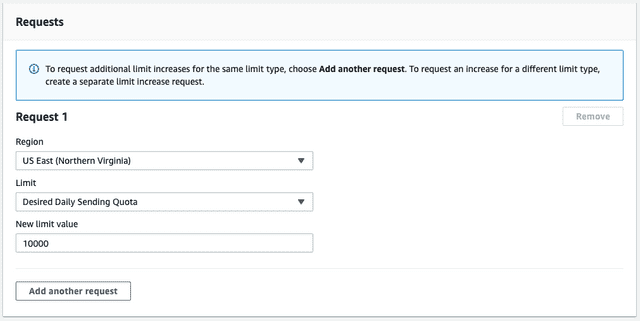 Requests
To request additional limit increases for the same limit type, choose Add another request. To request an increase for a different limit type,
create a separate limit increase request.
Request 1
Remove
Region
US East (Northern Virginia)
Limit
Desired Daily Sending Quota
New limit value
10000
Add another request